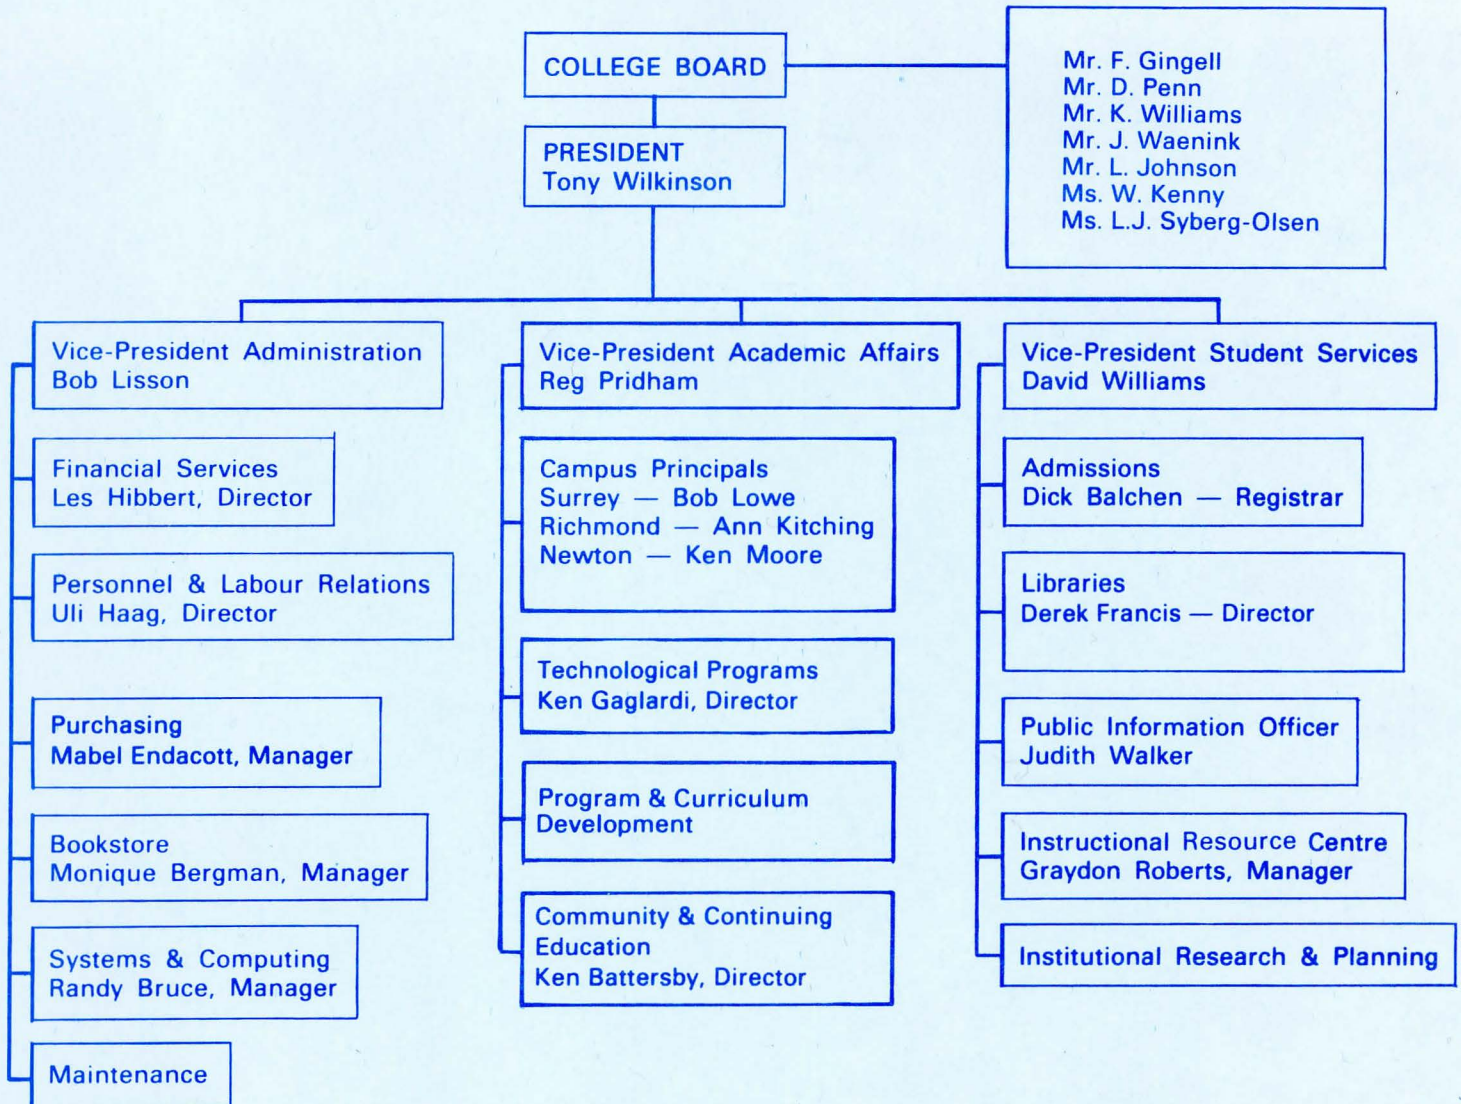 COLLEGE BOARD
Mr. F. Gingell
Mr. D. Penn
Mr. K. Williams
Mr. J. Waenink
Mr. L. Johnson
Ms. W. Kenny
Ms. L.J. Syberg-Olsen
PRESIDENT
Tony Wilkinson
Vice-President Administration
Bob Lisson
Financial Services
Les Hibbert, Director
Personnel & Labour Relations
Uli Haag, Director
Purchasing
Mabel Endacott, Manager
Bookstore
Monique Bergman, Manager
Systems & Computing
Randy Bruce, Manager
Maintenance
Vice-President Academic Affairs
Reg Pridham
Campus Principals
Surrey — Bob Lowe
Richmond — Ann Kitching
Newton — Ken Moore
Technological Programs
Ken Gaglardi, Director
Program & Curriculum
Development
Community & Continuing
Education
Ken Battersby, Director
Vice-President Student Services
David Williams
Admissions
Dick Balchen — Registrar
Libraries
Derek Francis — Director
Public Information Officer
Judith Walker
Instructional Resource Centre
Graydon Roberts, Manager
Institutional Research & Planning